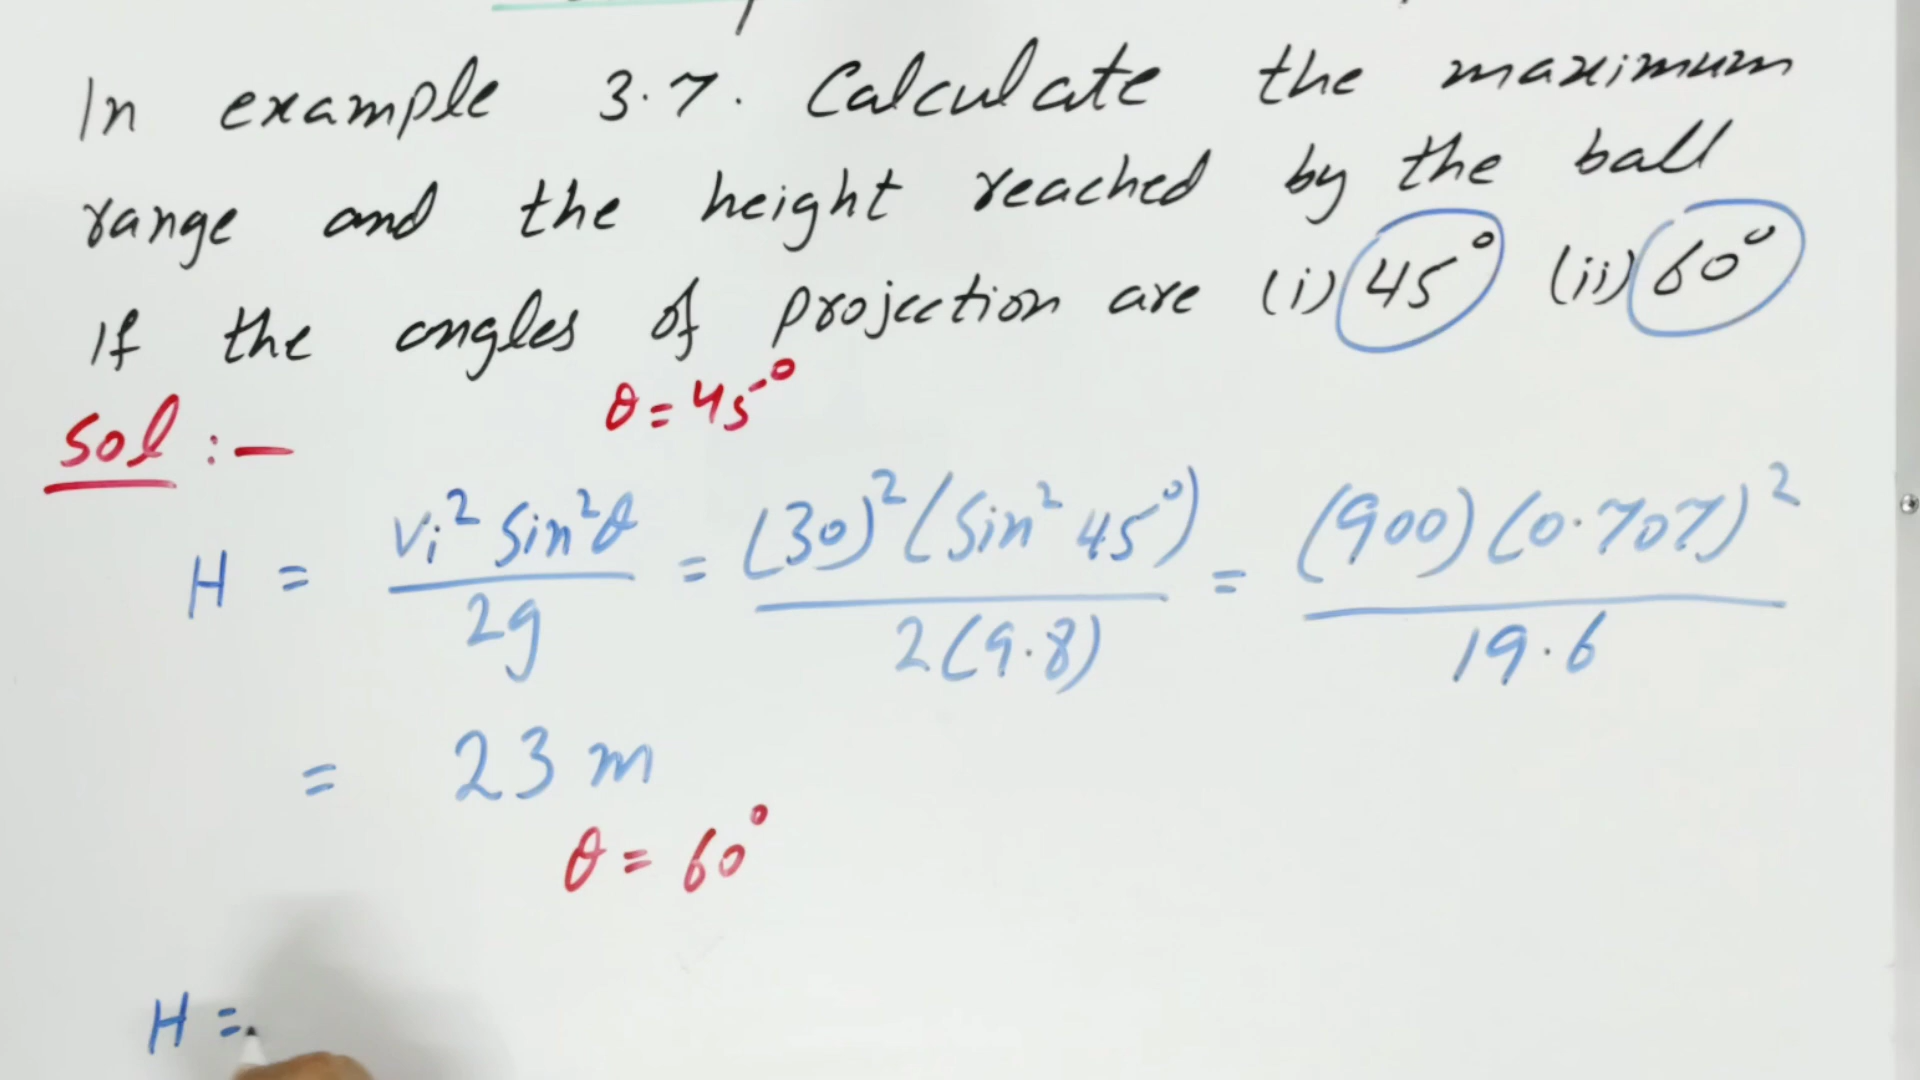 In example 3.7. Calculate the maximum
range and the height reached by the ball
if the angles of projection are (i) 45° (ii) 60°
Sol :- θ = 45°
H = Vi² Sin²θ / 2g = (30)² (Sin² 45°) / 2(9.8) = (900) (0.707)² / 19.6
= 23 m
θ = 60°
H =